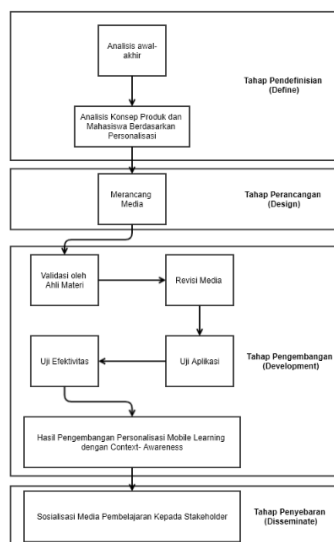 Analisis awal-
akhir
Tahap Pendefinisian
(Define)
Analisis Konsep Produk dan
Mahasiswa Berdasarkan
Personalisasi
Merancang
Media
Tahap Perancangan
(Design)
Validasi oleh
Ahli Materi
Revisi Media
Uji Efektivitas
Uji Aplikasi
Tahap Pengembangan
(Development)
Hasil Pengembangan Personalisasi Mobile Learning
dengan Context- Awareness
Sosialisasi Media Pembelajaran Kepada Stakeholder
Tahap Penyebaran
(Disseminate)